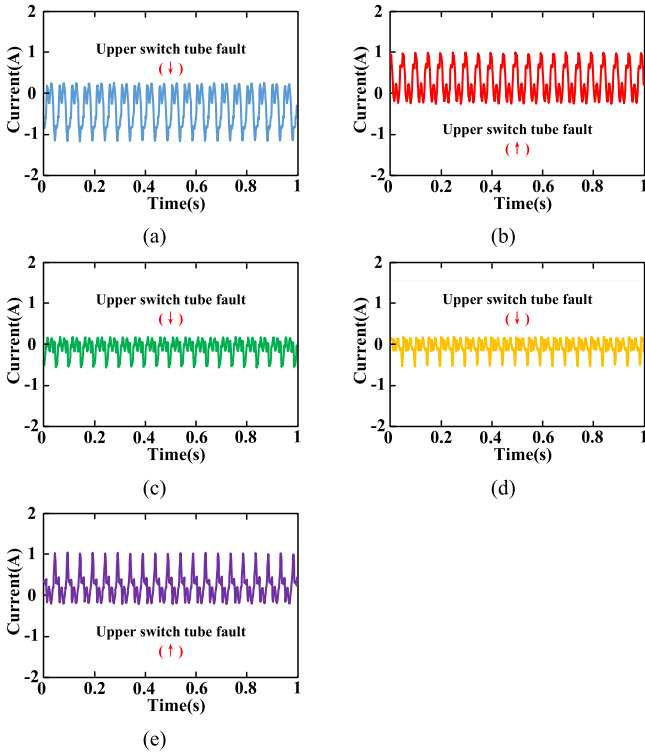 2
Upper switch tube fault
1
( ↓ )
0
-1
-2
Current(A)
0 0.2 0.4 0.6 0.8 1
Time(s)
(a)
2
1
0
Upper switch tube fault
-1
( ↑ )
-2
Current(A)
0 0.2 0.4 0.6 0.8 1
Time(s)
(b)
2
Upper switch tube fault
1
( ↓ )
0
-1
-2
Current(A)
0 0.2 0.4 0.6 0.8 1
Time(s)
(c)
2
Upper switch tube fault
1
( ↓ )
0
-1
-2
Current(A)
0 0.2 0.4 0.6 0.8 1
Time(s)
(d)
2
1
0
Upper switch tube fault
-1
( ↑ )
-2
Current(A)
0 0.2 0.4 0.6 0.8 1
Time(s)
(e)